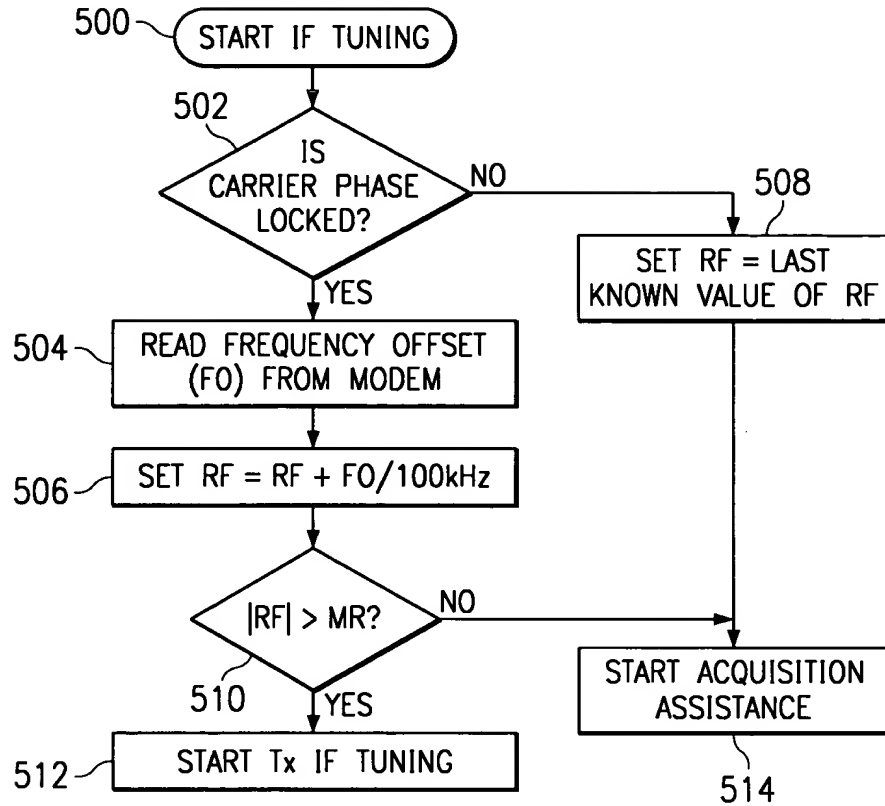 500
START IF TUNING
502
IS
CARRIER PHASE
LOCKED?
NO
508
SET RF = LAST
KNOWN VALUE OF RF
YES
504
READ FREQUENCY OFFSET
(FO) FROM MODEM
506
SET RF = RF + FO/100kHz
|RF| > MR?
NO
510
YES
START ACQUISITION
ASSISTANCE
512
START Tx IF TUNING
514